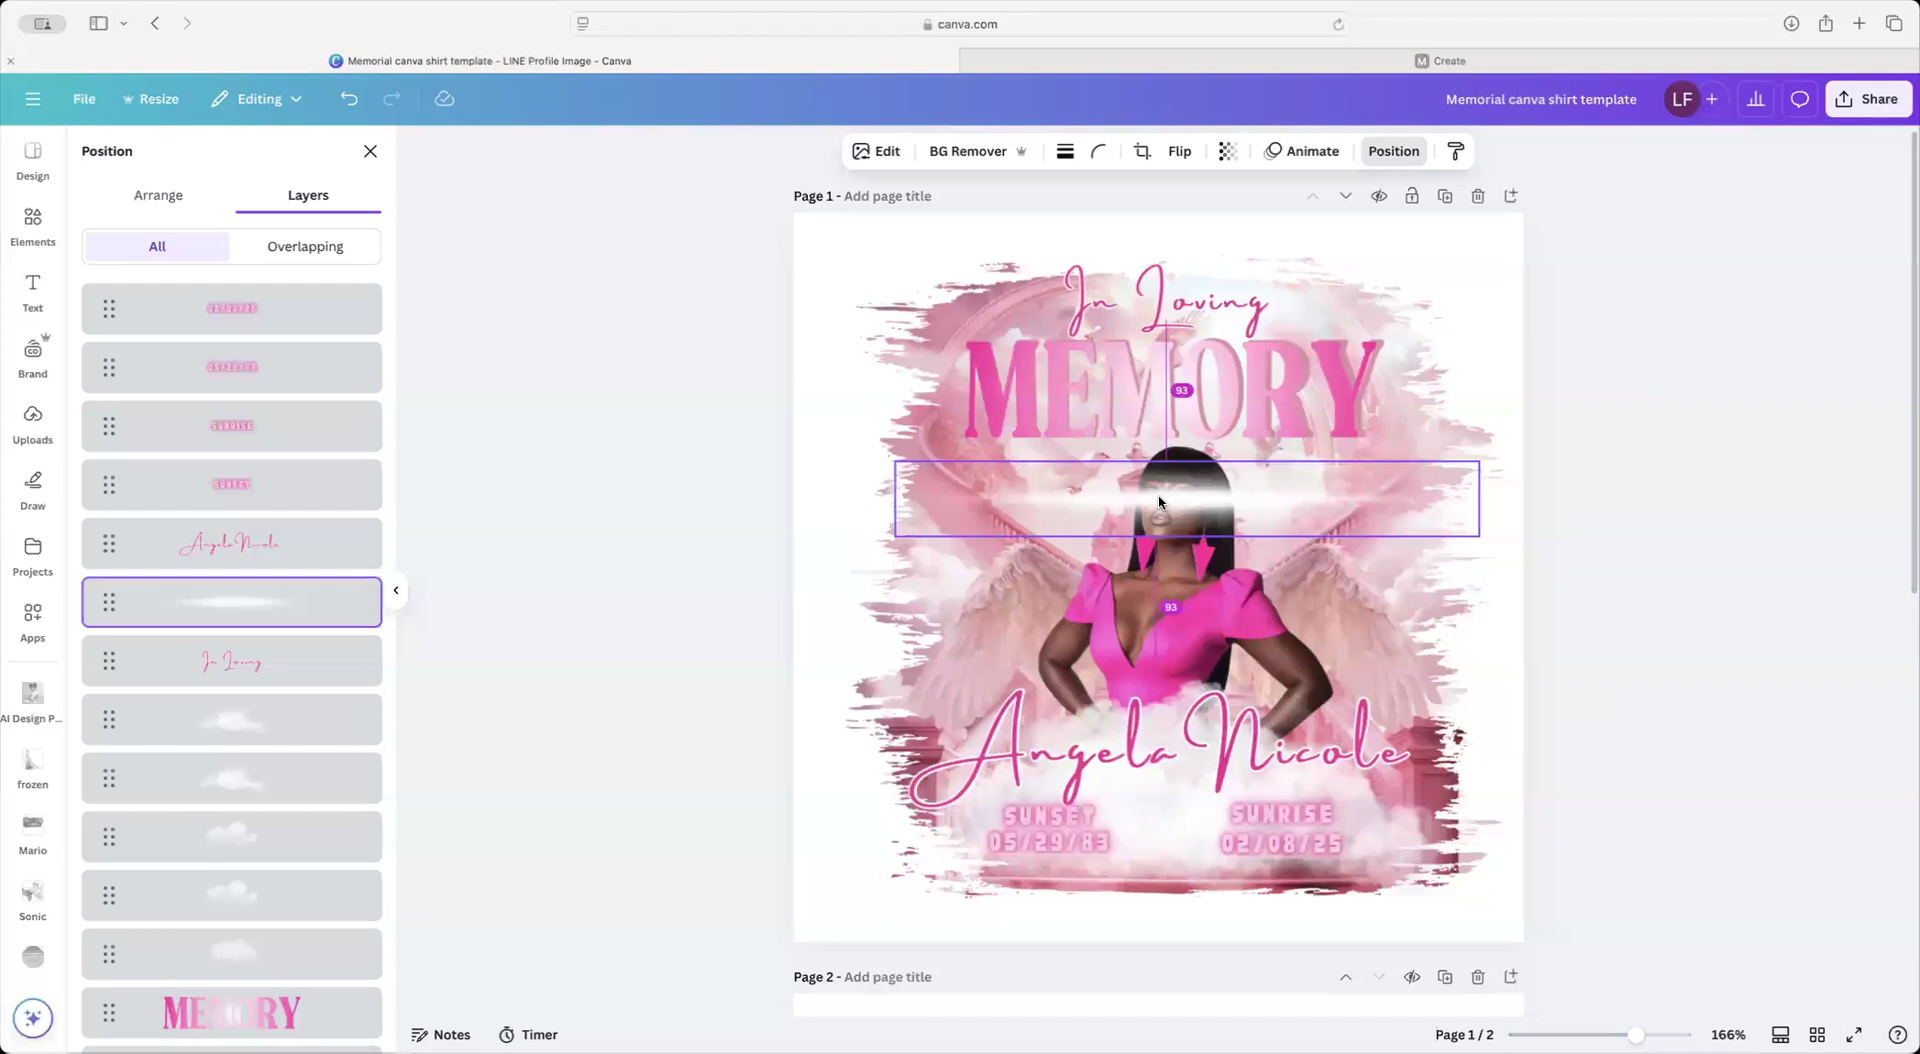 canva.com
Memorial canva shirt template - LINE Profile Image - Canva
M Create
File
Resize
Editing
Memorial canva shirt template
LF
Share
Position
Edit
BG Remover
Flip
Animate
Position
Arrange
Layers
All
Overlapping
Page 1 - Add page title
Design
Elements
Text
Brand
Uploads
Draw
Projects
Apps
AI Design P...
frozen
Mario
Sonic
02/08/25
05/29/83
SUNRISE
SUNSET
Angela Nicole
In Loving
MEMORY
In Loving
MEMORY
93
93
Angela Nicole
SUNSET
05/29/83
SUNRISE
02/08/25
Page 2 - Add page title
Notes
Timer
Page 1 / 2
166%